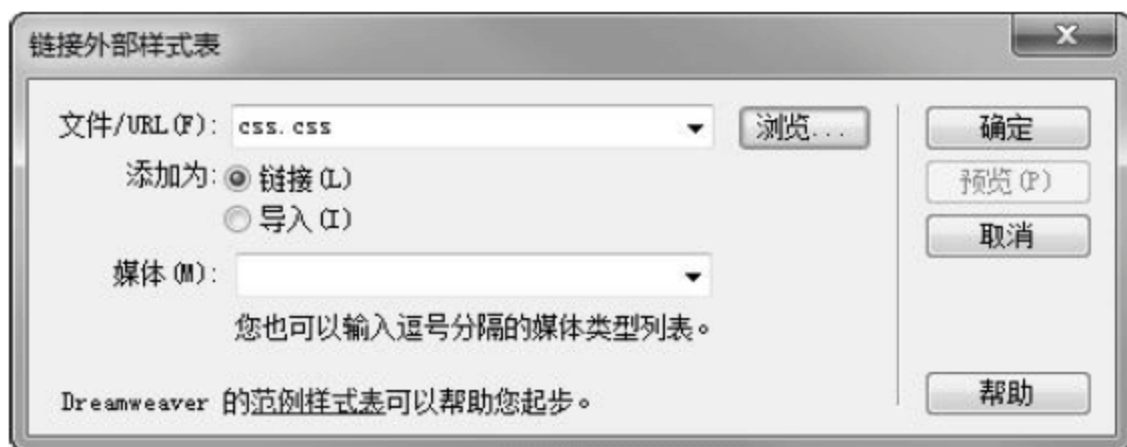 链接外部样式表
文件/URL(F): css.css 浏览... 确定
添加为: 链接(L) 预览(P)
导入(I) 取消
媒体(M):
您也可以输入逗号分隔的媒体类型列表。
Dreamweaver 的范例样式表可以帮助您起步。 帮助